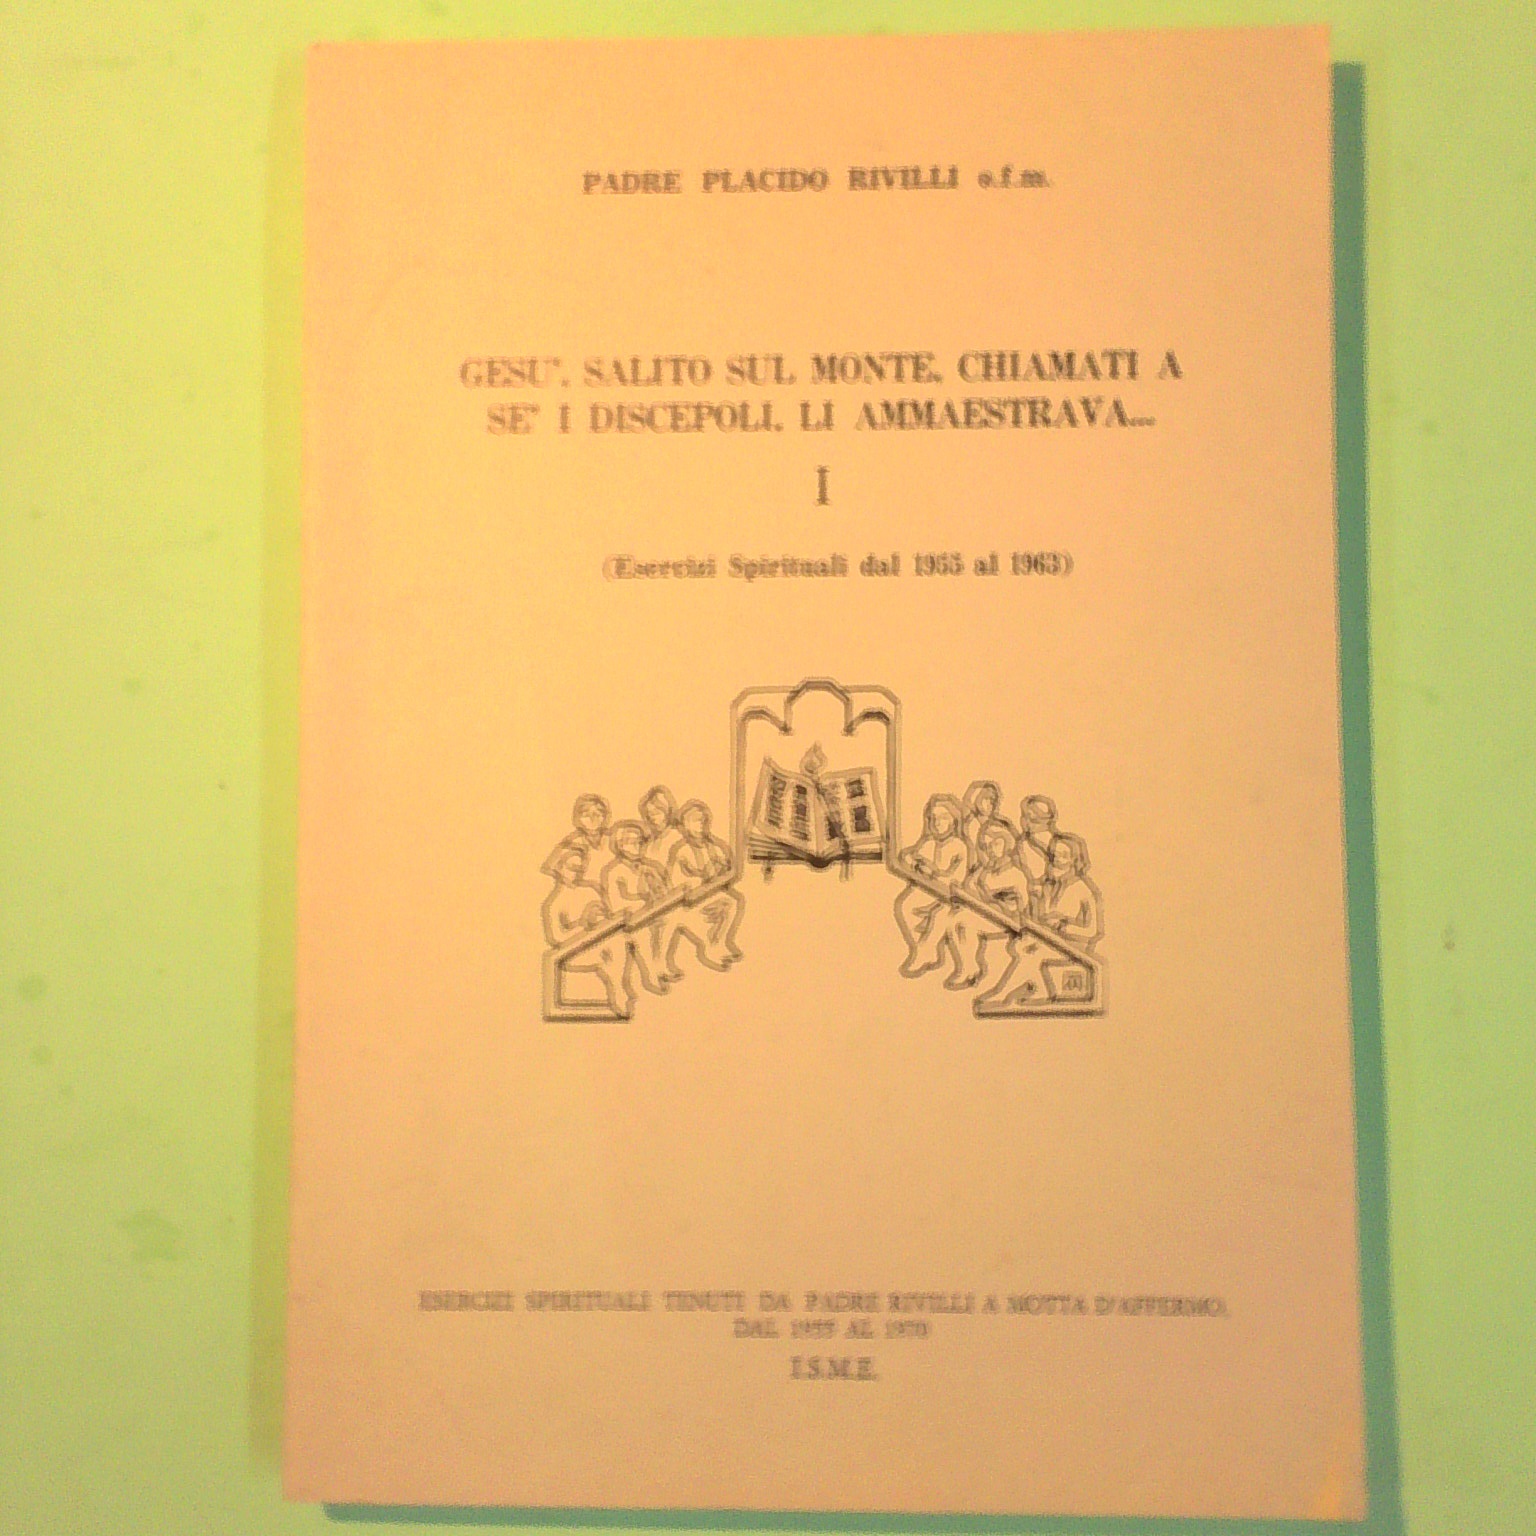 PADRE PLACIDO RIVILLI o.f.m.
GESU', SALITO SUL MONTE, CHIAMATI A
SE' I DISCEPOLI, LI AMMAESTRAVA...
I
(Esercizi Spirituali dal 1955 al 1963)
ESERCIZI SPIRITUALI TENUTI DA PADRE RIVILLI A MOTTA D'AFFERMO,
DAL 1955 AL 1970
I.S.M.E.